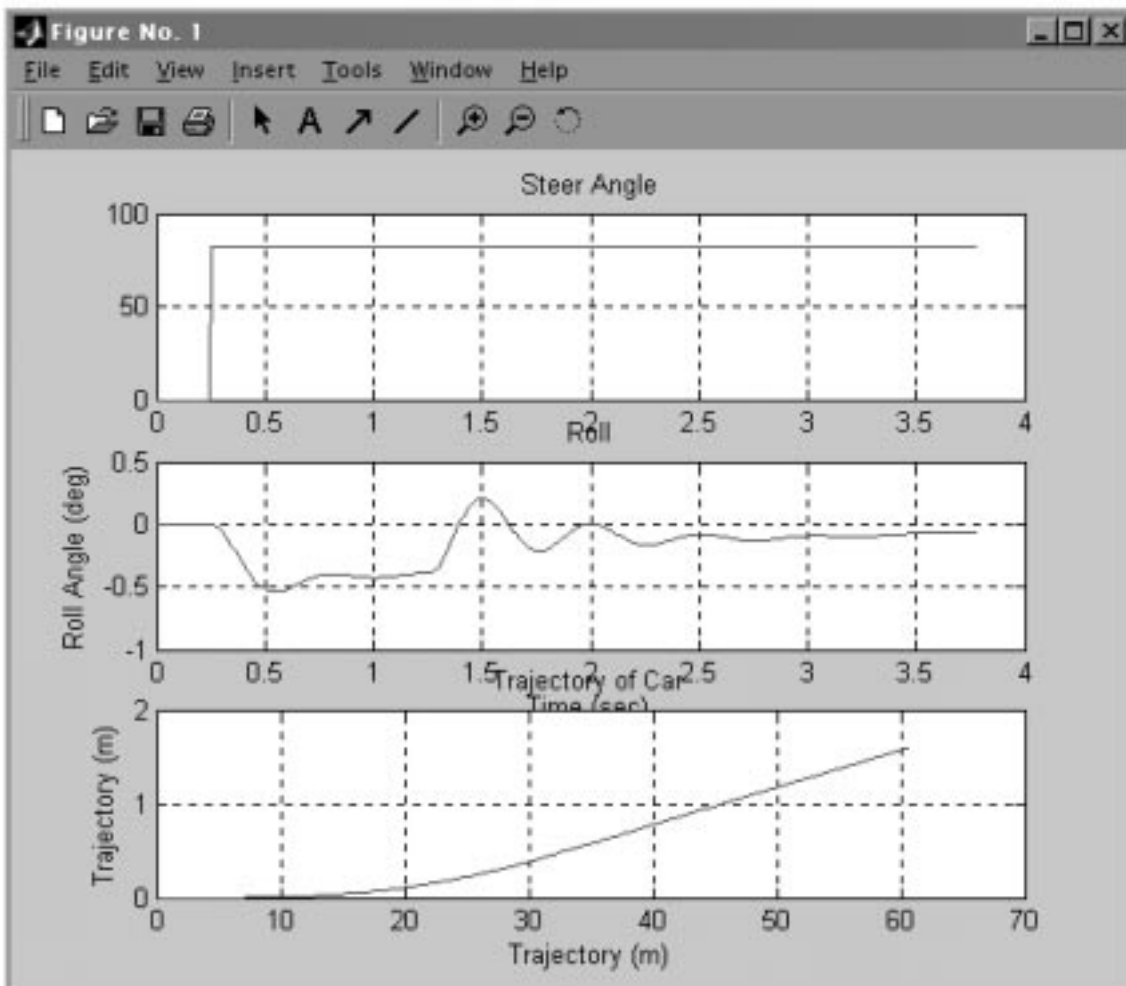 Figure No. 1
File Edit View Insert Tools Window Help
A
Steer Angle
100
50
0
0 0.5 1 1.5 2 2.5 3 3.5 4
Roll
Roll Angle (deg)
0.5
0
-0.5
-1
0 0.5 1 1.5 2 2.5 3 3.5 4
Time (sec)
Trajectory of Car
Trajectory (m)
2
1
0
0 10 20 30 40 50 60 70
Trajectory (m)